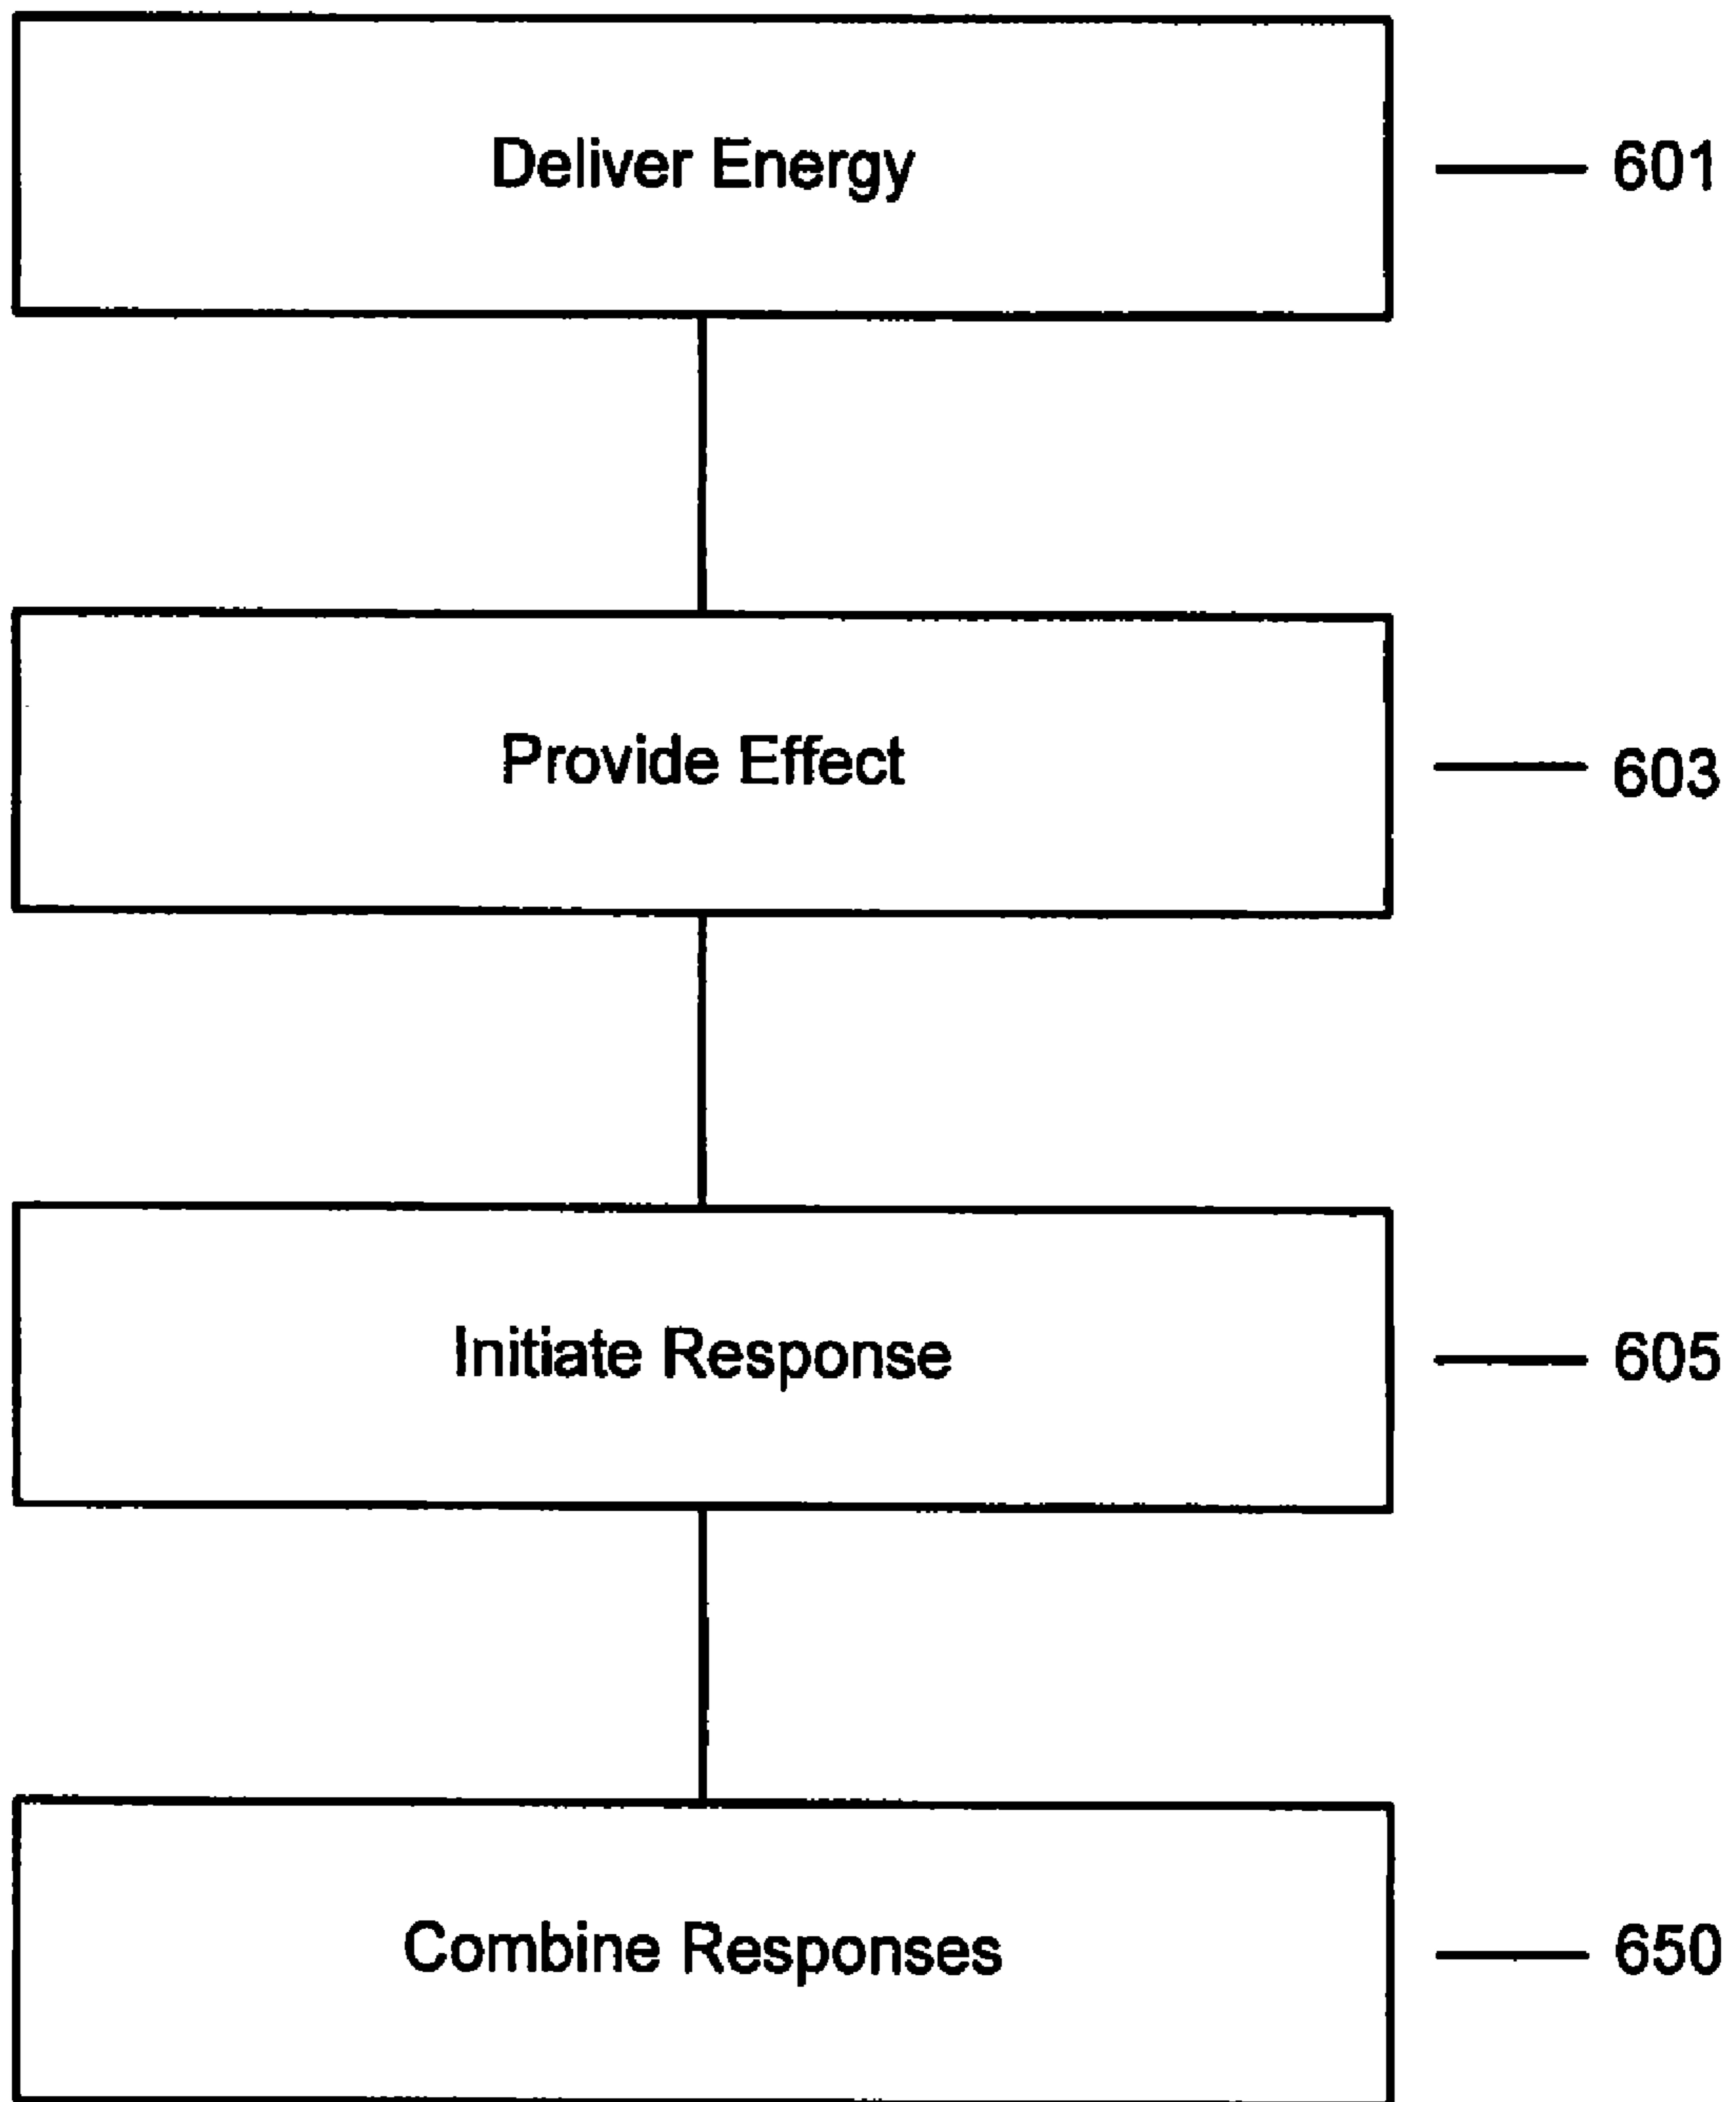 Deliver Energy
601
Provide Effect
603
Initiate Response
605
Combine Responses
650